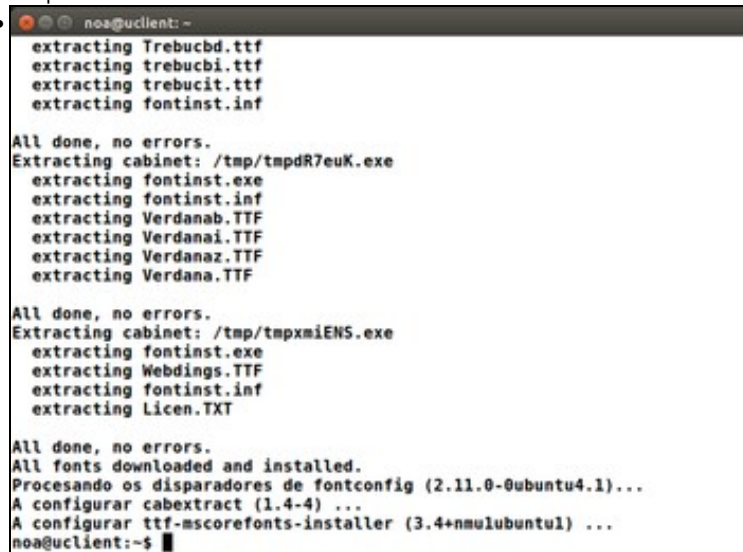 noa@uclient: ~
extracting Trebucbd.ttf
extracting trebucbi.ttf
extracting trebucit.ttf
extracting fontinst.inf
All done, no errors.
Extracting cabinet: /tmp/tmpdR7euK.exe
extracting fontinst.exe
extracting fontinst.inf
extracting Verdanab.TTF
extracting Verdanai.TTF
extracting Verdanaz.TTF
extracting Verdana.TTF
All done, no errors.
Extracting cabinet: /tmp/tmpxmiENS.exe
extracting fontinst.exe
extracting Webdings.TTF
extracting fontinst.inf
extracting Licen.TXT
All done, no errors.
All fonts downloaded and installed.
Procesando os disparadores de fontconfig (2.11.0-0ubuntu4.1)...
A configurar cabextract (1.4-4) ...
A configurar ttf-mscorefonts-installer (3.4+nmu1ubuntu1) ...
noa@uclient:~$